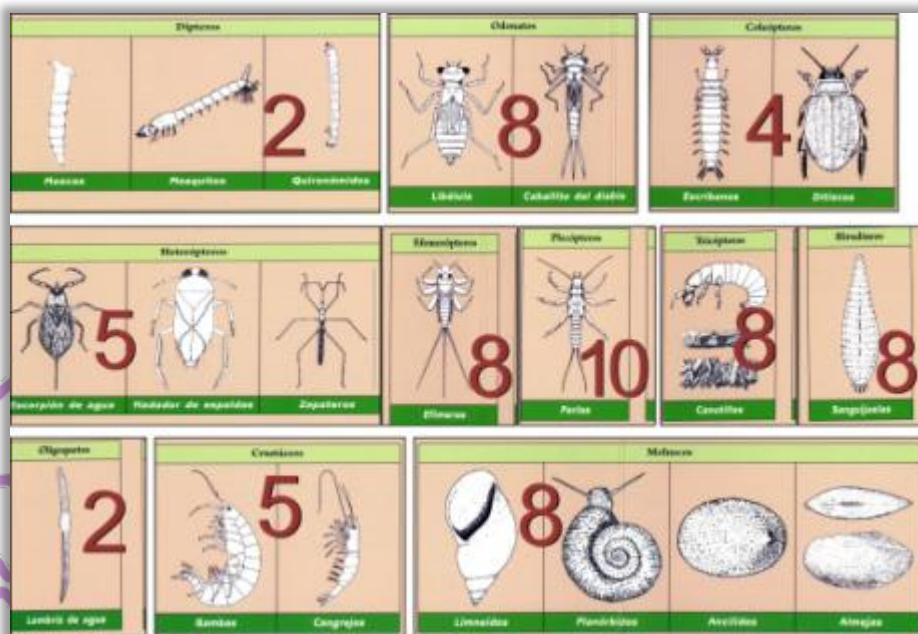 Dípteros
Odonatos
Coleópteros
2
8
4
Moscas
Mosquitos
Quironómidos
Libélula
Caballito del diablo
Escribanos
Ditiscos
Heterópteros
Efemerópteros
Plecópteros
Tricópteros
Hirudíneos
5
8
10
8
8
Escorpión de agua
Nadador de espaldas
Zapateros
Efímeras
Perlas
Canutillos
Sanguijuelas
Oligoquetos
Crustáceos
Moluscos
2
5
8
Lombriz de agua
Gambas
Cangrejos
Limneidos
Planórbidos
Ancílidos
Almejas